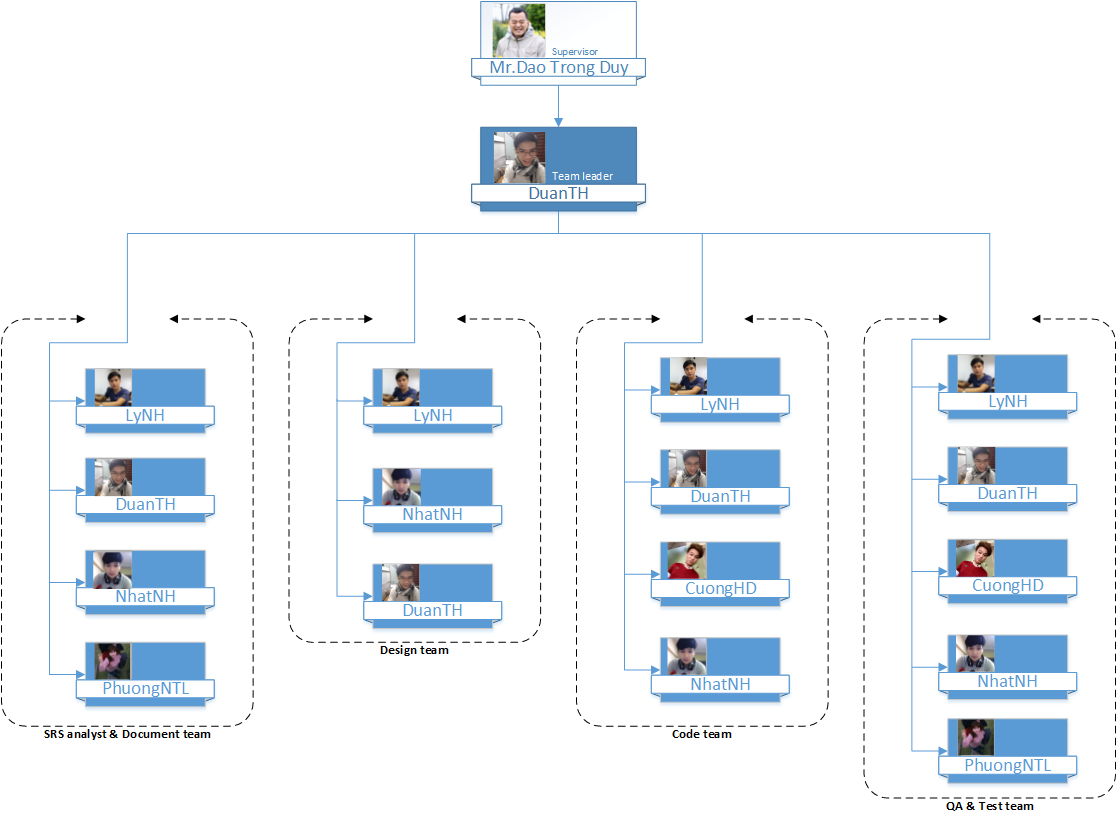 Supervisor
Mr.Dao Trong Duy
Team leader
DuanTH
LyNH
DuanTH
NhatNH
PhuongNTL
SRS analyst & Document team
LyNH
NhatNH
DuanTH
Design team
LyNH
DuanTH
CuongHD
NhatNH
Code team
LyNH
DuanTH
CuongHD
NhatNH
PhuongNTL
QA & Test team